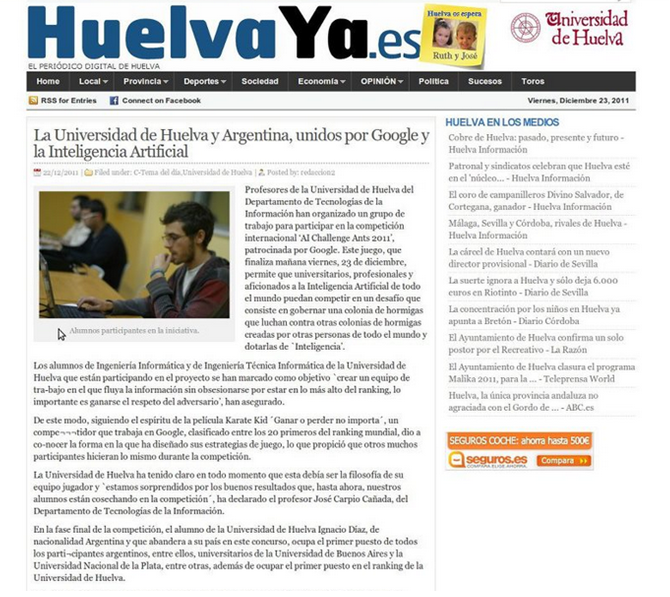 HuelvaYa.es
EL PERIÓDICO DIGITAL DE HUELVA
Huelva os espera
Ruth y José
Universidad
de Huelva
Home Local Provincia Deportes Sociedad Economia OPINIÓN Politica Sucesos Toros
RSS for Entries Connect on Facebook Viernes, Diciembre 23, 2011
La Universidad de Huelva y Argentina, unidos por Google y
la Inteligencia Artificial
22/12/2011 | Filed under: C-Tema del dia,Universidad de Huelva | Posted by: redaccion2
Profesores de la Universidad de Huelva del
Departamento de Tecnologías de la
Información han organizado un grupo de
trabajo para participar en la competición
internacional 'AI Challenge Ants 2011',
patrocinada por Google. Este juego, que
finaliza mañana viernes, 23 de diciembre,
permite que universitarios, profesionales y
aficionados a la Inteligencia Artificial de todo
el mundo puedan competir en un desafío que
consiste en gobernar una colonia de hormigas
que luchan contra otras colonias de hormigas
creadas por otras personas de todo el mundo y
dotarlas de `Inteligencia'.
Alumnos participantes en la iniciativa.
Los alumnos de Ingeniería Informática y de Ingeniería Técnica Informática de la Universidad de
Huelva que están participando en el proyecto se han marcado como objetivo `crear un equipo de
tra-bajo en el que fluya la información sin obsesionarse por estar en lo más alto del ranking, lo
importante es ganarse el respeto del adversario', han asegurado.
De este modo, siguiendo el espíritu de la película Karate Kid ´Ganar o perder no importa´, un
compe¬¬tidor que trabaja en Google, clasificado entre los 20 primeros del ranking mundial, dio a
co-nocer la forma en la que ha diseñado sus estrategias de juego, lo que propició que otros muchos
participantes hicieran lo mismo durante la competición.
La Universidad de Huelva ha tenido claro en todo momento que esta debía ser la filosofía de su
equipo jugador y `estamos sorprendidos por los buenos resultados que, hasta ahora, nuestros
alumnos están cosechando en la competición´, ha declarado el profesor José Carpio Cañada, del
Departamento de Tecnologías de la Información.
En la fase final de la competición, el alumno de la Universidad de Huelva Ignacio Díaz, de
nacionalidad Argentina y que abandera a su país en este concurso, ocupa el primer puesto de todos
los parti¬cipantes argentinos, entre ellos, universitarios de la Universidad de Buenos Aires y la
Universidad Nacional de la Plata, entre otras, además de ocupar el primer puesto en el ranking de la
Universidad de Huelva.
HUELVA EN LOS MEDIOS
Cobre de Huelva: pasado, presente y futuro -
Huelva Información
Patronal y sindicatos celebran que Huelva esté
en el 'núcleo... - Huelva Información
El coro de campanilleros Divino Salvador, de
Cortegana, ganador - Huelva Información
Málaga, Sevilla y Córdoba, rivales de Huelva -
Huelva Información
La cárcel de Huelva contará con un nuevo
director provisional - Diario de Sevilla
La suerte ignora a Huelva y sólo deja 6.000
euros en Riotinto - Diario de Sevilla
La concentración por los niños en Huelva ya
apunta a Bretón - Diario Córdoba
El Ayuntamiento de Huelva confirma un solo
postor por el Recreativo - La Razón
El Ayuntamiento de Huelva clausura el programa
Malika 2011, para la ... - Teleprensa World
Huelva, la única provincia andaluza no
agraciada con el Gordo de ... - ABC.es
SEGUROS COCHE: ahorra hasta 500€
seguros.es
COMPARA. ELIGE. AHORRA.
Compara